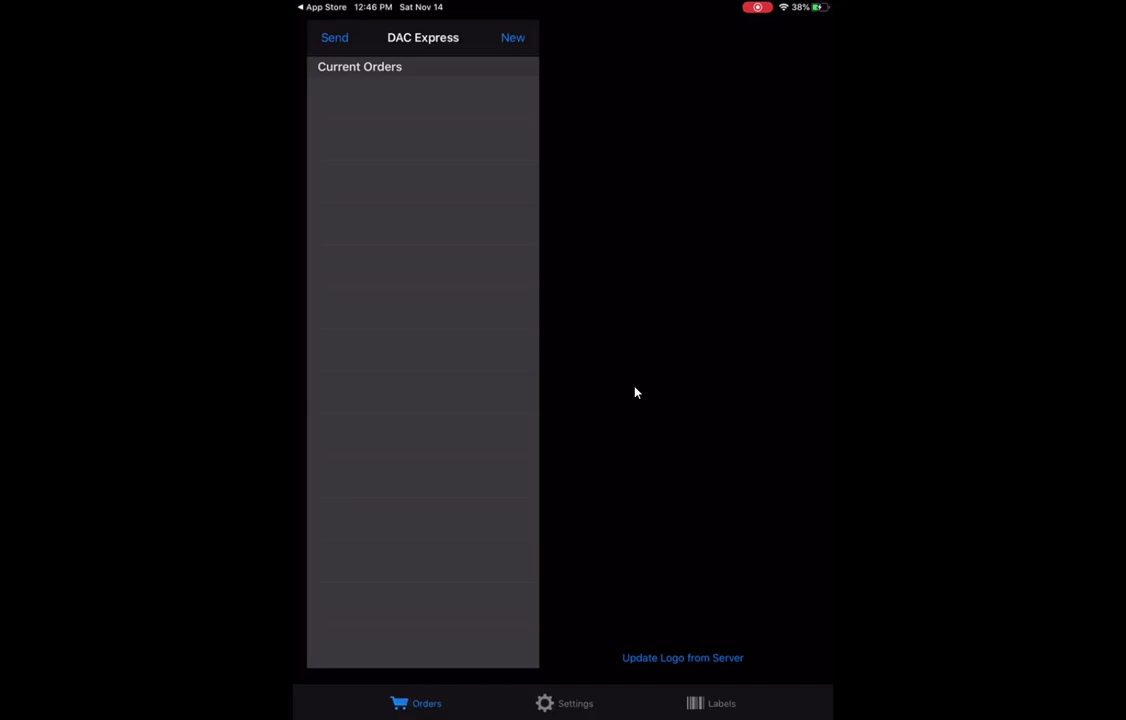 App Store 12:46 PM Sat Nov 14 38%
Send DAC Express New
Current Orders
Update Logo from Server
Orders Settings Labels